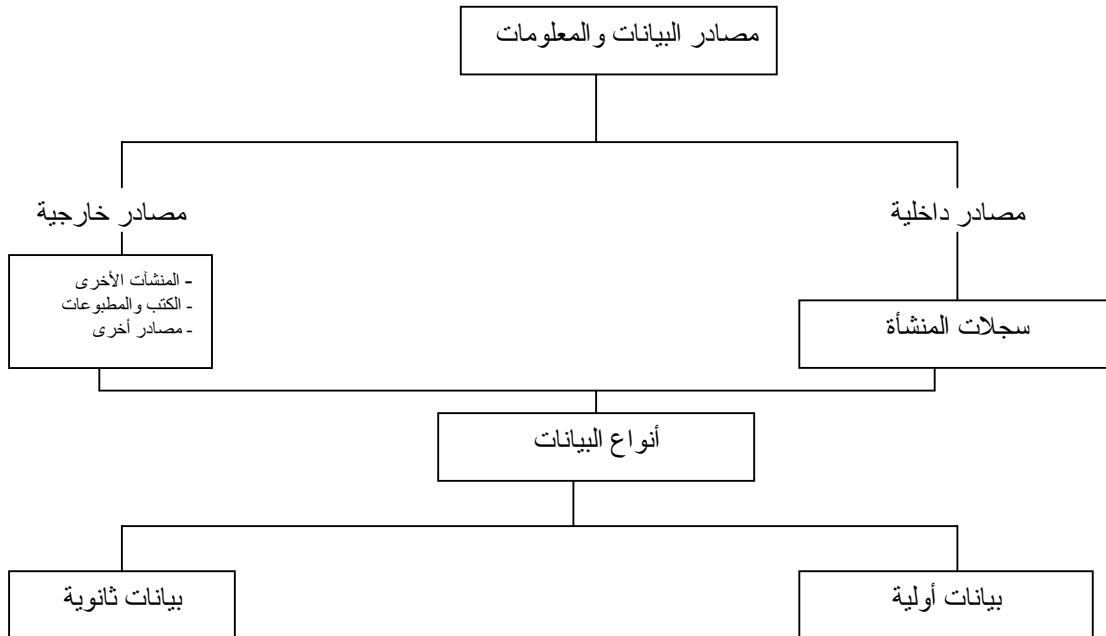 مصادر البيانات والمعلومات
مصادر داخلية
مصادر خارجية
سجلات المنشأة
- المنشآت الأخرى
- الكتب والمطبوعات
- مصادر أخرى
أنواع البيانات
بيانات أولية
بيانات ثانوية